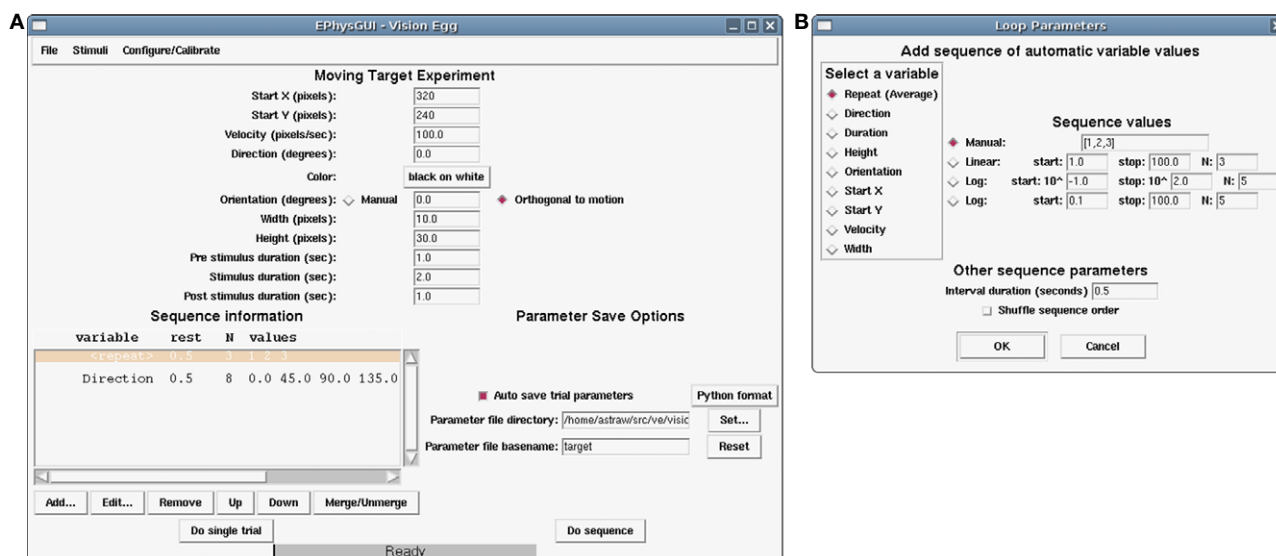 A
EPhysGUI - Vision Egg
File Stimuli Configure/Calibrate
Moving Target Experiment
Start X (pixels): 320
Start Y (pixels): 240
Velocity (pixels/sec): 100.0
Direction (degrees): 0.0
Color: black on white
Orientation (degrees): Manual 0.0 Orthogonal to motion
Width (pixels): 10.0
Height (pixels): 30.0
Pre stimulus duration (sec): 1.0
Stimulus duration (sec): 2.0
Post stimulus duration (sec): 1.0
Sequence information
variable rest N values
<repeat> 0.5 3 1 2 3
Direction 0.5 8 0.0 45.0 90.0 135.0
Add... Edit... Remove Up Down Merge/Unmerge
Parameter Save Options
Auto save trial parameters Python format
Parameter file directory: /home/astraw/src/ve/visic Set...
Parameter file basename: target Reset
Do single trial Do sequence
Ready
B
Loop Parameters
Add sequence of automatic variable values
Select a variable
Repeat (Average)
Direction
Duration
Height
Orientation
Start X
Start Y
Velocity
Width
Sequence values
Manual: [1,2,3]
Linear: start: 1.0 stop: 100.0 N: 3
Log: start: 10^ -1.0 stop: 10^ 2.0 N: 5
Log: start: 0.1 stop: 100.0 N: 5
Other sequence parameters
Interval duration (seconds) 0.5
Shuffle sequence order
OK Cancel